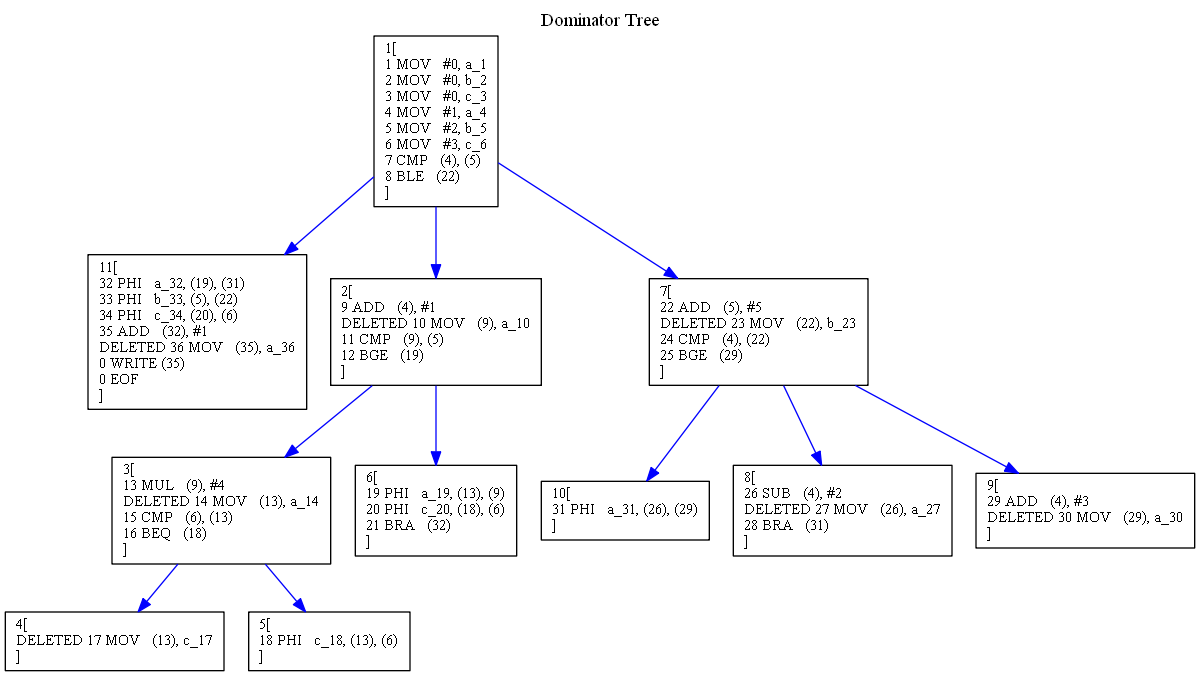 Dominator Tree
1[
1 MOV #0, a_1
2 MOV #0, b_2
3 MOV #0, c_3
4 MOV #1, a_4
5 MOV #2, b_5
6 MOV #3, c_6
7 CMP (4), (5)
8 BLE (22)
]
11[
32 PHI a_32, (19), (31)
33 PHI b_33, (5), (22)
34 PHI c_34, (20), (6)
35 ADD (32), #1
DELETED 36 MOV (35), a_36
0 WRITE (35)
0 EOF
]
2[
9 ADD (4), #1
DELETED 10 MOV (9), a_10
11 CMP (9), (5)
12 BGE (19)
]
7[
22 ADD (5), #5
DELETED 23 MOV (22), b_23
24 CMP (4), (22)
25 BGE (29)
]
3[
13 MUL (9), #4
DELETED 14 MOV (13), a_14
15 CMP (6), (13)
16 BEQ (18)
]
6[
19 PHI a_19, (13), (9)
20 PHI c_20, (18), (6)
21 BRA (32)
]
10[
31 PHI a_31, (26), (29)
]
8[
26 SUB (4), #2
DELETED 27 MOV (26), a_27
28 BRA (31)
]
9[
29 ADD (4), #3
DELETED 30 MOV (29), a_30
]
4[
DELETED 17 MOV (13), c_17
]
5[
18 PHI c_18, (13), (6)
]